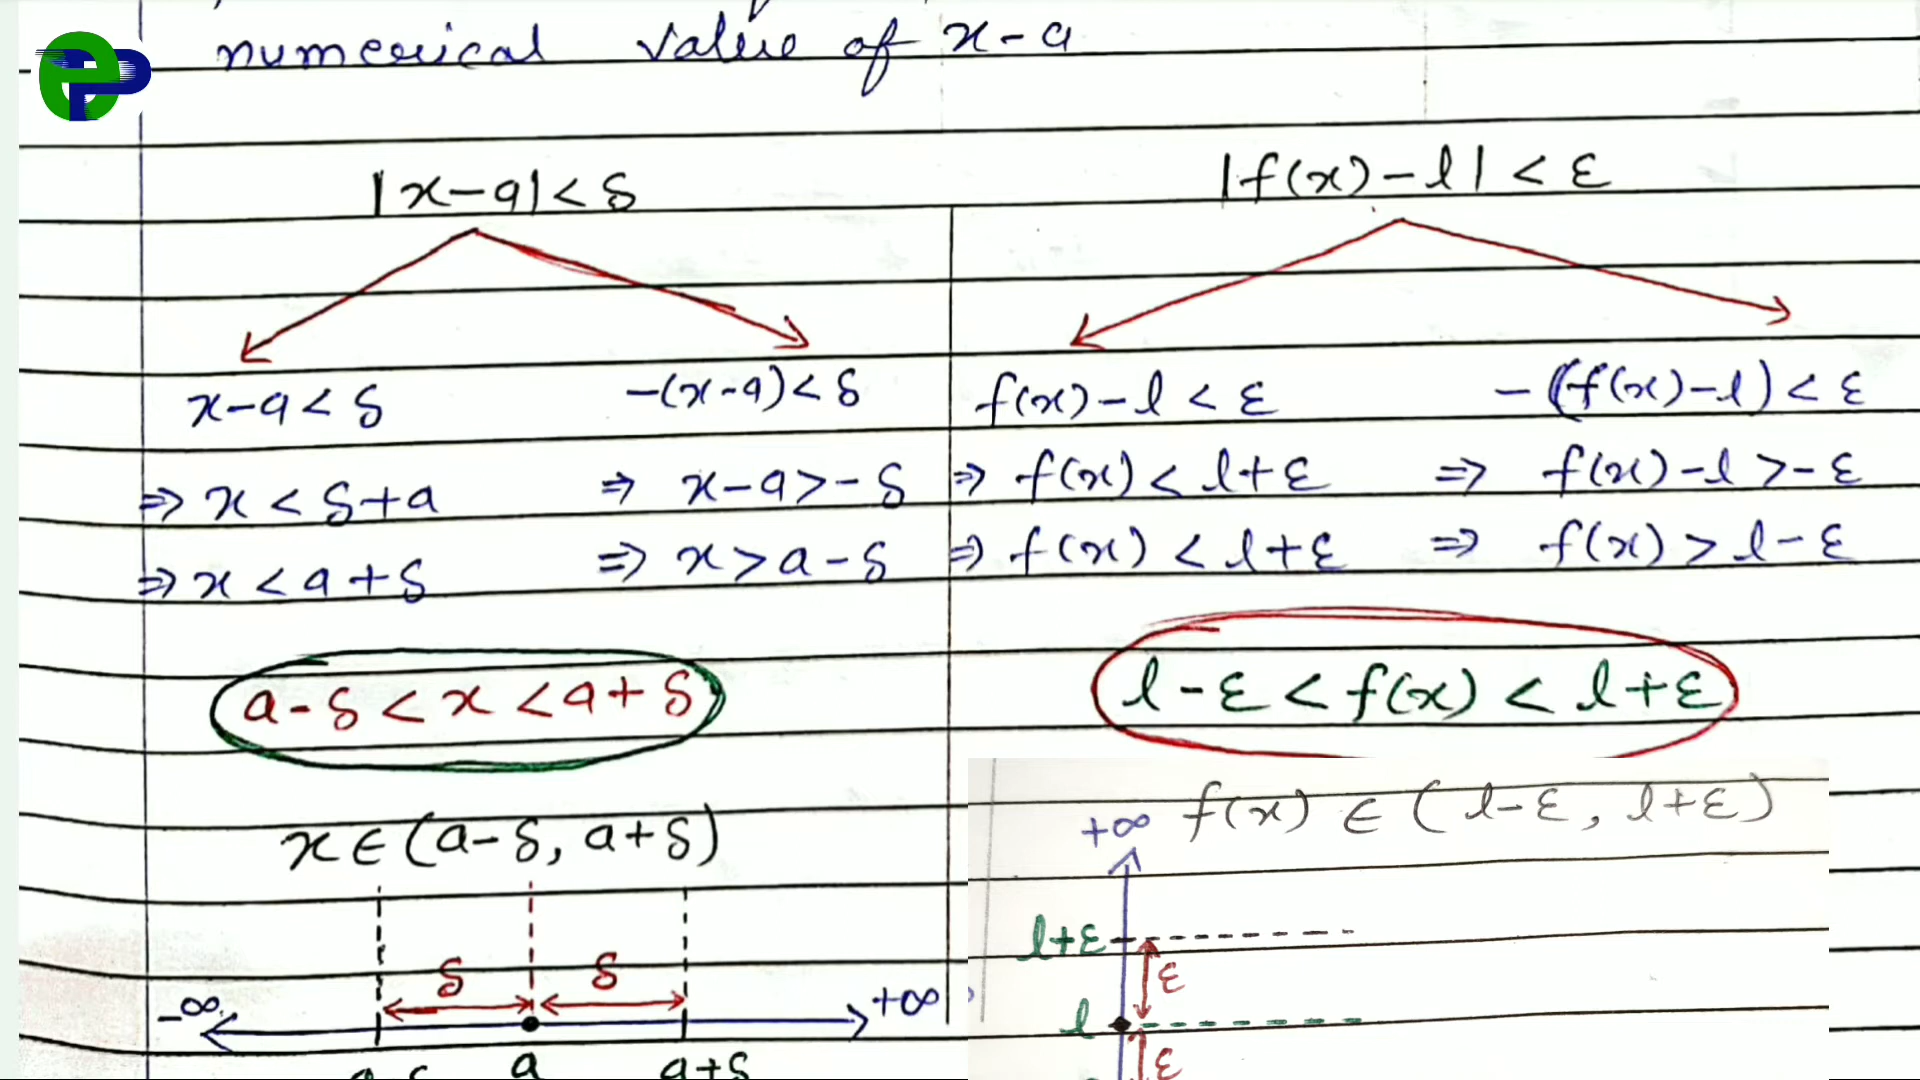 numerical value of x-a
|x-a|<δ
x-a<δ -(x-a)<δ
⇒ x<δ+a ⇒ x-a>-δ
⇒ x<a+δ ⇒ x>a-δ
a-δ<x<a+δ
x∈(a-δ, a+δ)
δ δ
-∞ +∞
a a+δ
|f(x)-l|<ε
f(x)-l<ε -(f(x)-l)<ε
⇒ f(x)<l+ε ⇒ f(x)-l>-ε
⇒ f(x)<l+ε ⇒ f(x)>l-ε
l-ε<f(x)<l+ε
f(x) ∈ (l-ε, l+ε)
+∞
l+ε
ε
l
ε